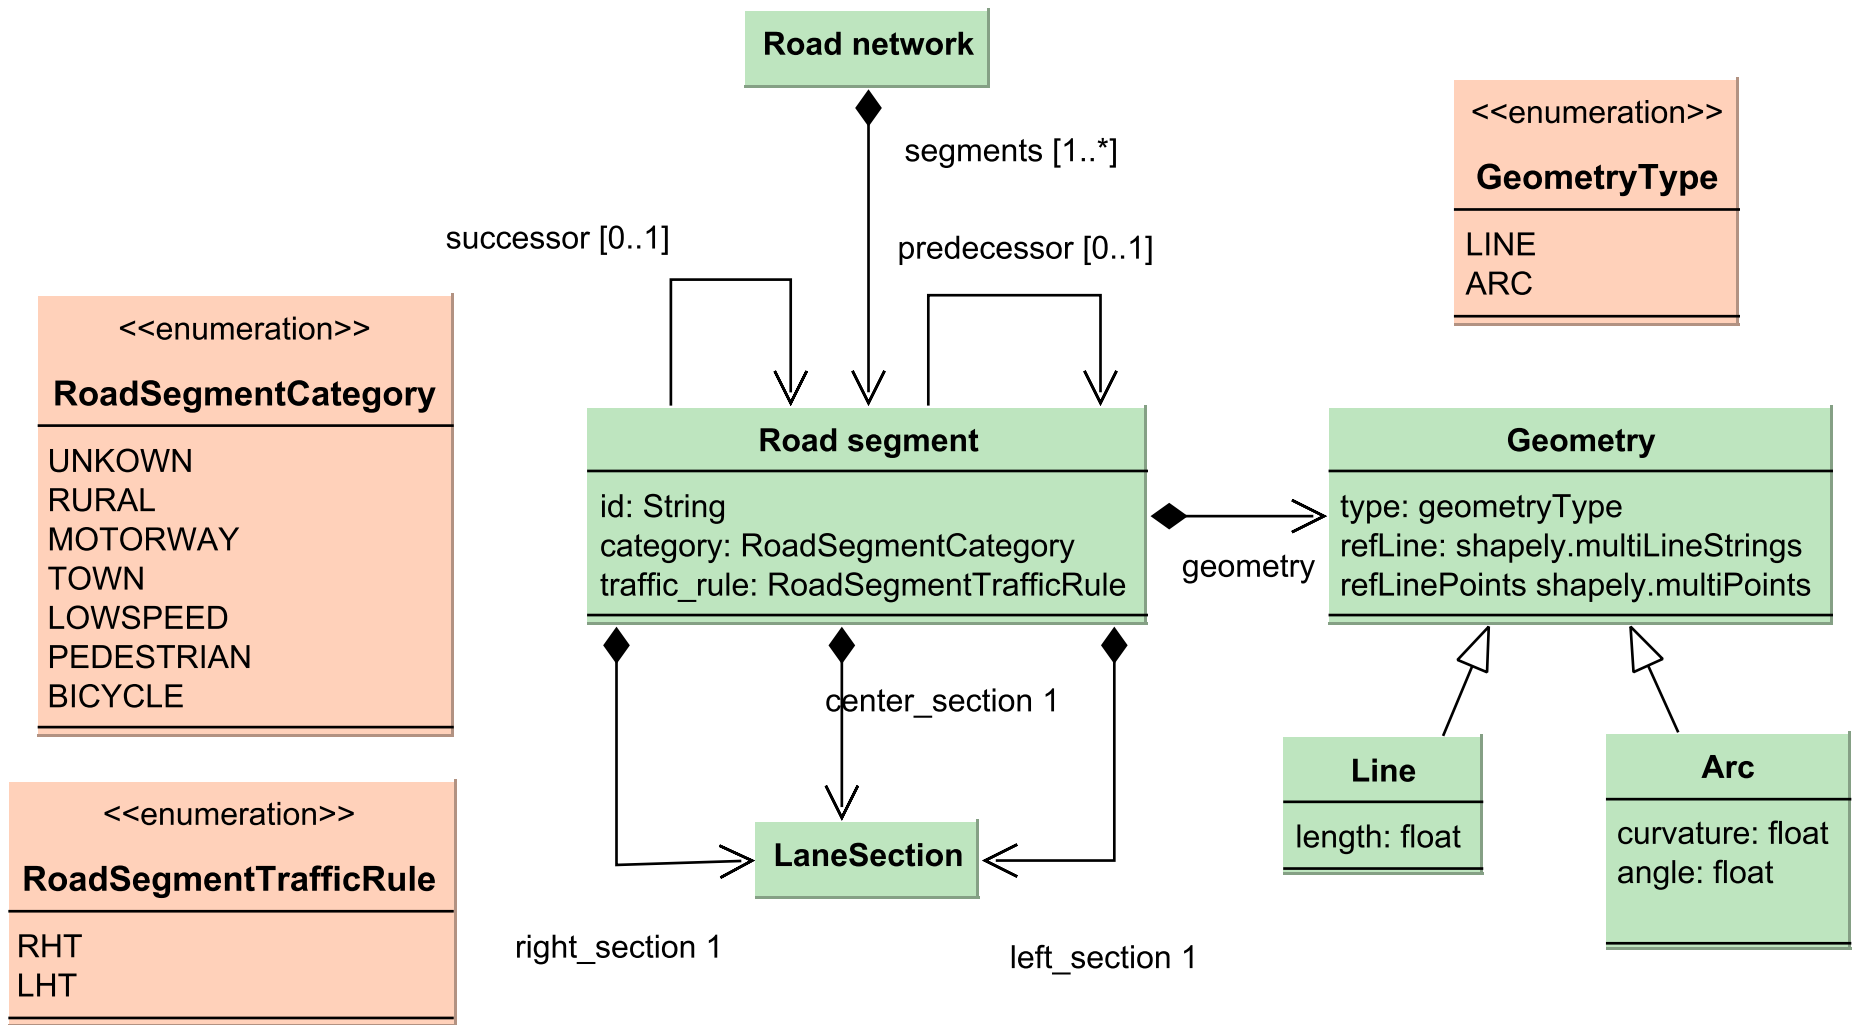 Road network
segments [1..*]
successor [0..1]
predecessor [0..1]
<<enumeration>>
GeometryType
LINE
ARC
<<enumeration>>
RoadSegmentCategory
UNKOWN
RURAL
MOTORWAY
TOWN
LOWSPEED
PEDESTRIAN
BICYCLE
Road segment
id: String
category: RoadSegmentCategory
traffic_rule: RoadSegmentTrafficRule
geometry
Geometry
type: geometryType
refLine: shapely.multiLineStrings
refLinePoints shapely.multiPoints
center_section 1
Line
length: float
Arc
curvature: float
angle: float
<<enumeration>>
RoadSegmentTrafficRule
RHT
LHT
LaneSection
right_section 1
left_section 1